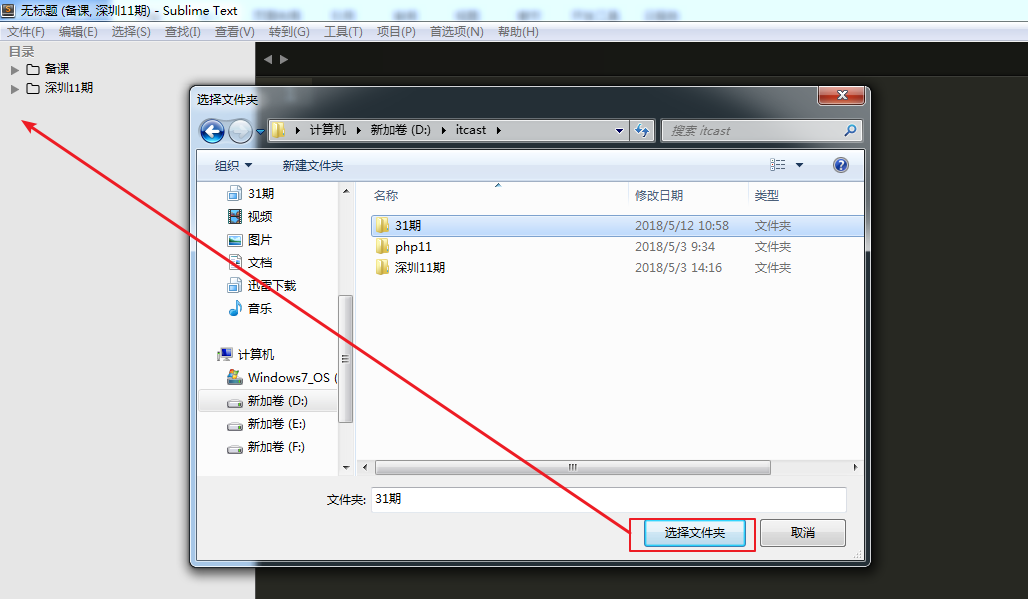 无标题 (备课, 深圳11期) - Sublime Text
文件(F) 编辑(E) 选择(S) 查找(I) 查看(V) 转到(G) 工具(T) 项目(P) 首选项(N) 帮助(H)
目录
备课
深圳11期
选择文件夹
计算机 新加卷 (D:) itcast
搜索 itcast
组织 新建文件夹
名称 修改日期 类型
31期
视频
图片
文档
迅雷下载
音乐
计算机
Windows7_OS (
新加卷 (D:)
新加卷 (E:)
新加卷 (F:)
31期 2018/5/12 10:58 文件夹
php11 2018/5/3 9:34 文件夹
深圳11期 2018/5/3 14:16 文件夹
文件夹: 31期
选择文件夹 取消